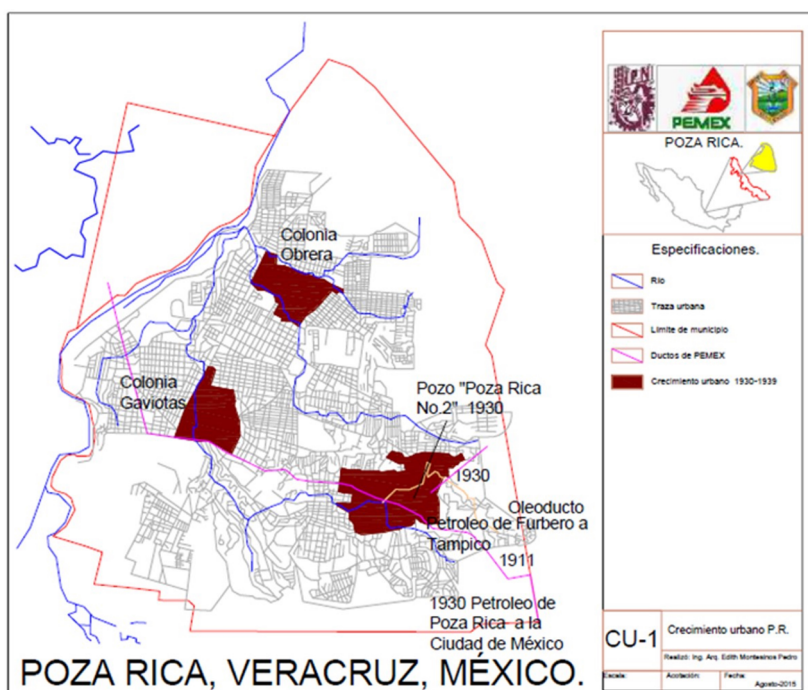 Colonia
Obrera
Colonia
Gaviotas
Pozo "Poza Rica
No.2" 1930
1930
Oleoducto
Petroleo de Furbero a
Tampico
1911
1930 Petroleo de
Poza Rica a la
Ciudad de México
POZA RICA, VERACRUZ, MÉXICO.
I.P.N.
PEMEX
POZA RICA.
Especificaciones.
Río
Traza urbana
Límite de municipio
Ductos de PEMEX
Crecimiento urbano 1930-1939
CU-1
Crecimiento urbano P.R.
Realizó: Ing. Arq. Edith Montesinos Pedro
Escala:
Acotación:
Fecha:
Agosto-2015